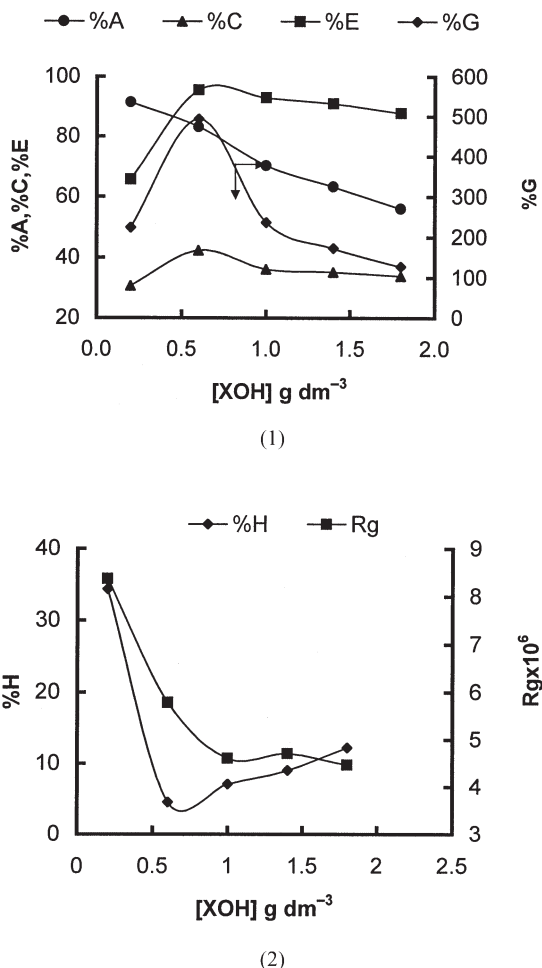 %A %C %E %G
100 600
80 500
60 400
40 300
20 200
100
0
%A,%C,%E
%G
0.0 0.5 1.0 1.5 2.0
[XOH] g dm⁻³
(1)
%H Rg
40 9
30 8
20 7
10 6
0 5
4
3
%H
Rgx10⁶
0 0.5 1 1.5 2 2.5
[XOH] g dm⁻³
(2)